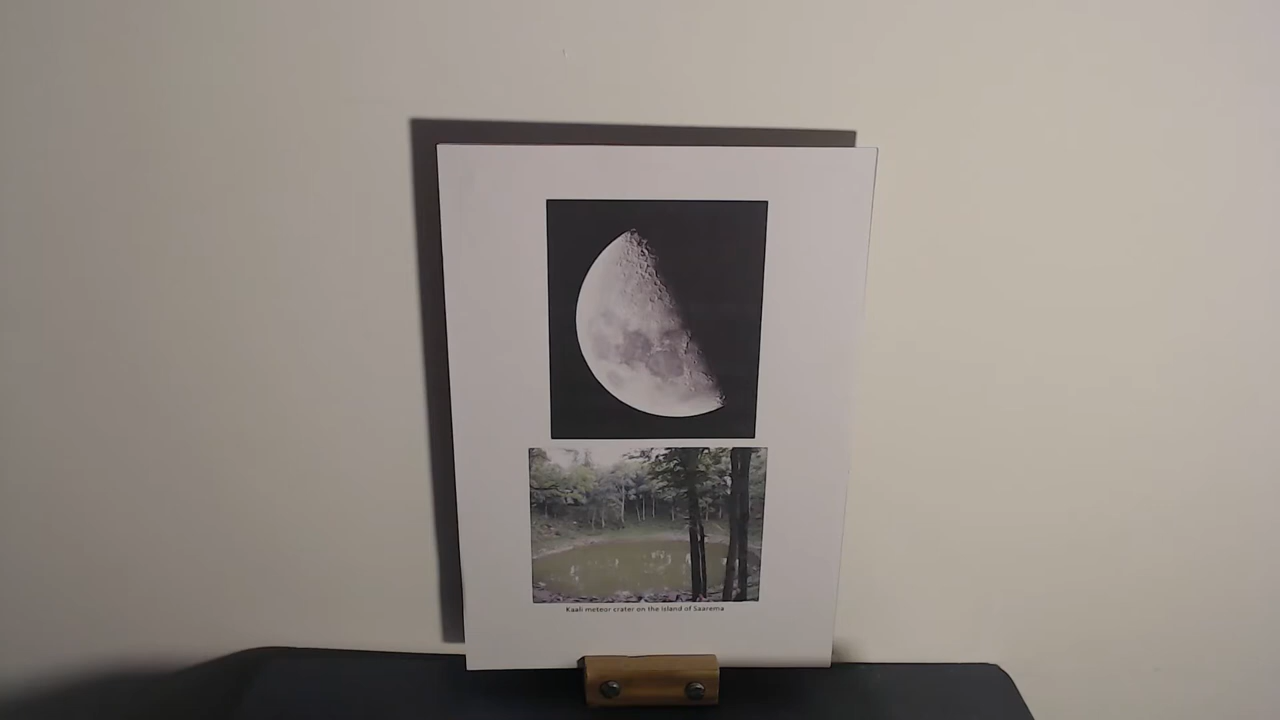 Kaali meteor crater on the island of Saarema